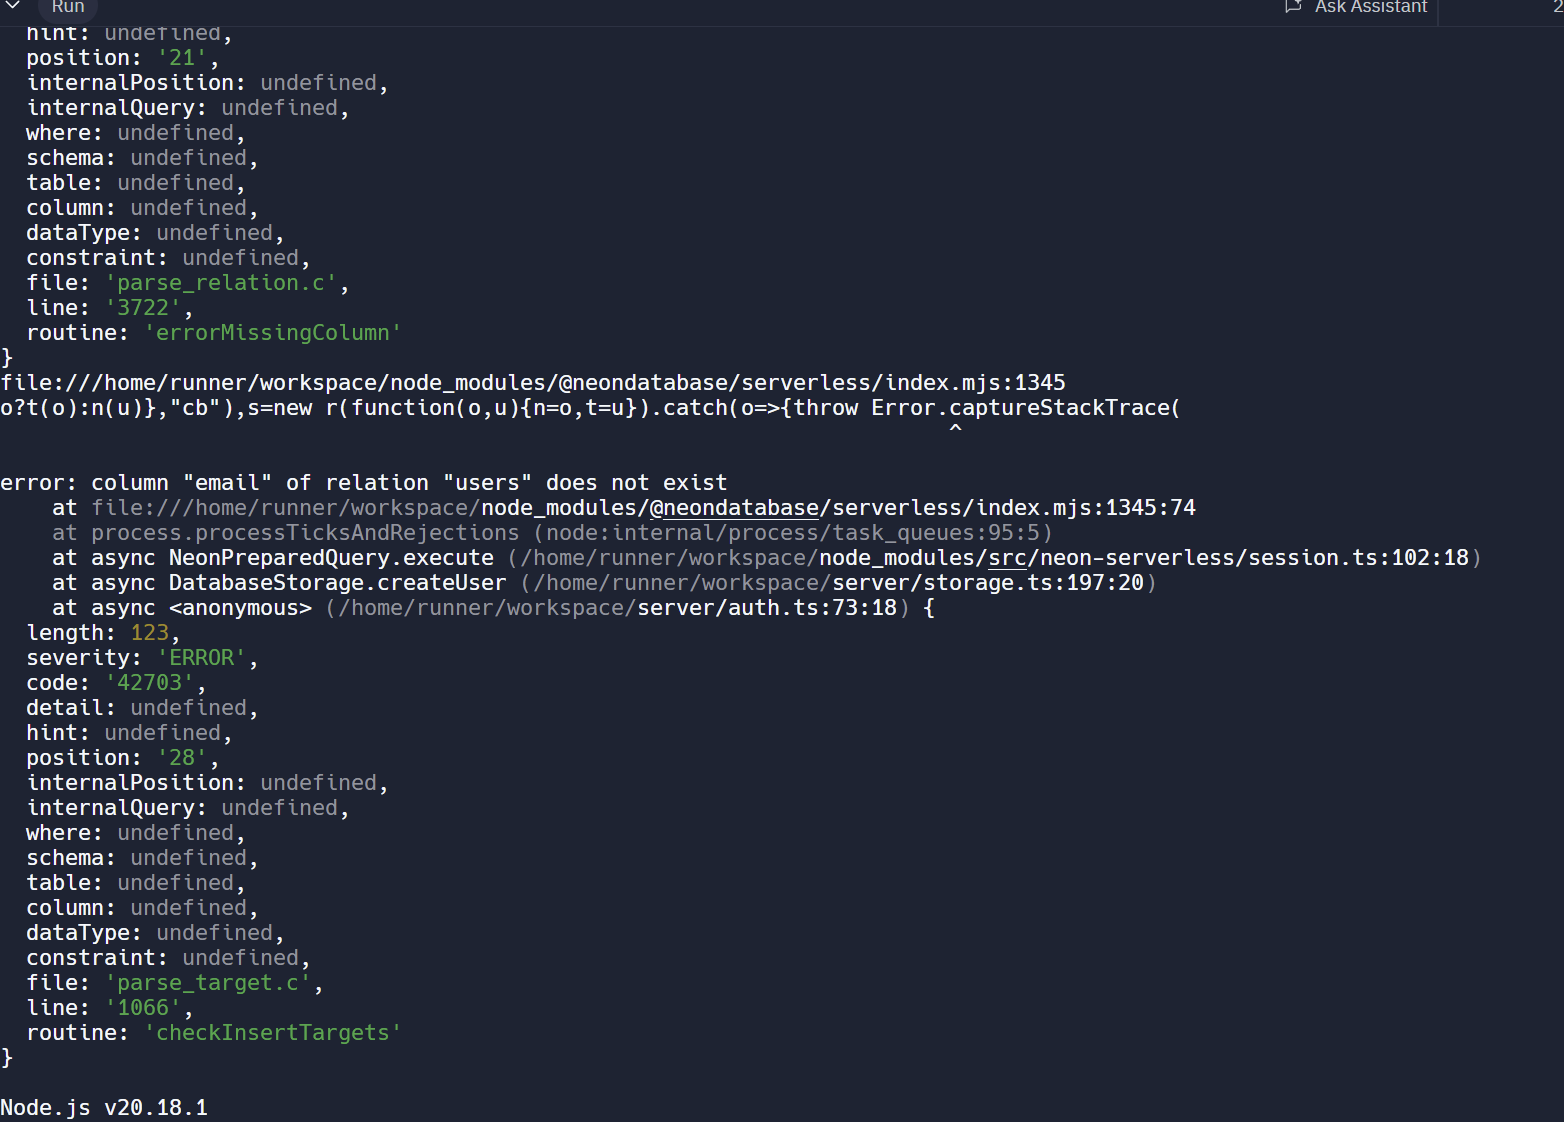 Run
Ask Assistant
2
hint: undefined,
position: '21',
internalPosition: undefined,
internalQuery: undefined,
where: undefined,
schema: undefined,
table: undefined,
column: undefined,
dataType: undefined,
constraint: undefined,
file: 'parse_relation.c',
line: '3722',
routine: 'errorMissingColumn'
}
file:///home/runner/workspace/node_modules/@neondatabase/serverless/index.mjs:1345
o?t(o):n(u)},"cb"),s=new r(function(o,u){n=o,t=u}).catch(o=>{throw Error.captureStackTrace(
^
error: column "email" of relation "users" does not exist
at file:///home/runner/workspace/node_modules/@neondatabase/serverless/index.mjs:1345:74
at process.processTicksAndRejections (node:internal/process/task_queues:95:5)
at async NeonPreparedQuery.execute (/home/runner/workspace/node_modules/src/neon-serverless/session.ts:102:18)
at async DatabaseStorage.createUser (/home/runner/workspace/server/storage.ts:197:20)
at async <anonymous> (/home/runner/workspace/server/auth.ts:73:18) {
length: 123,
severity: 'ERROR',
code: '42703',
detail: undefined,
hint: undefined,
position: '28',
internalPosition: undefined,
internalQuery: undefined,
where: undefined,
schema: undefined,
table: undefined,
column: undefined,
dataType: undefined,
constraint: undefined,
file: 'parse_target.c',
line: '1066',
routine: 'checkInsertTargets'
}
Node.js v20.18.1